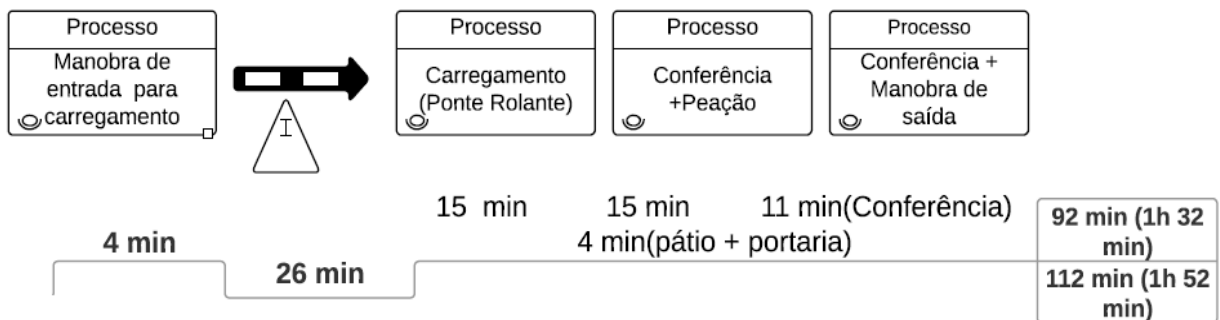 Processo
Manobra de
entrada para
carregamento
I
Processo
Carregamento
(Ponte Rolante)
Processo
Conferência
+Peação
Processo
Conferência +
Manobra de
saída
15 min 15 min 11 min(Conferência)
4 min(pátio + portaria)
4 min
26 min
92 min (1h 32
min)
112 min (1h 52
min)